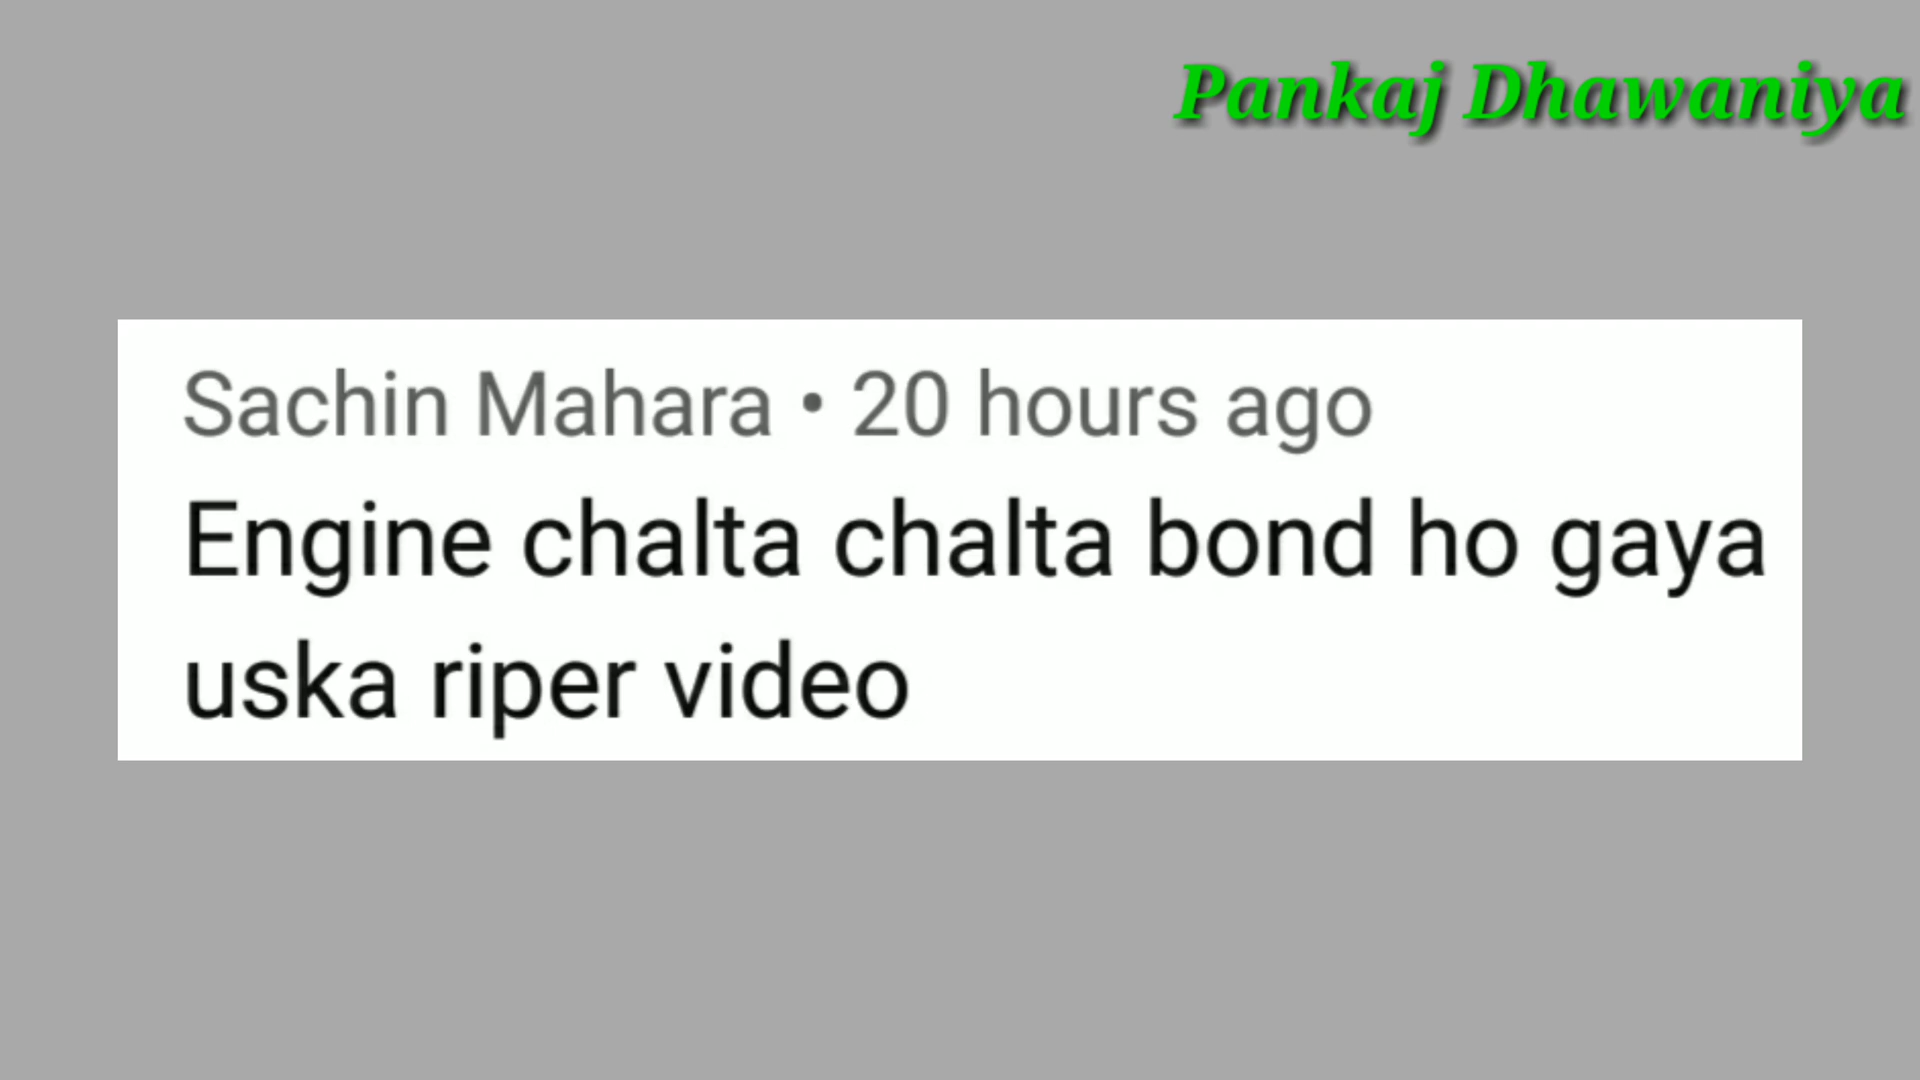 Pankaj Dhawaniya
Sachin Mahara • 20 hours ago
Engine chalta chalta bond ho gaya
uska riper video